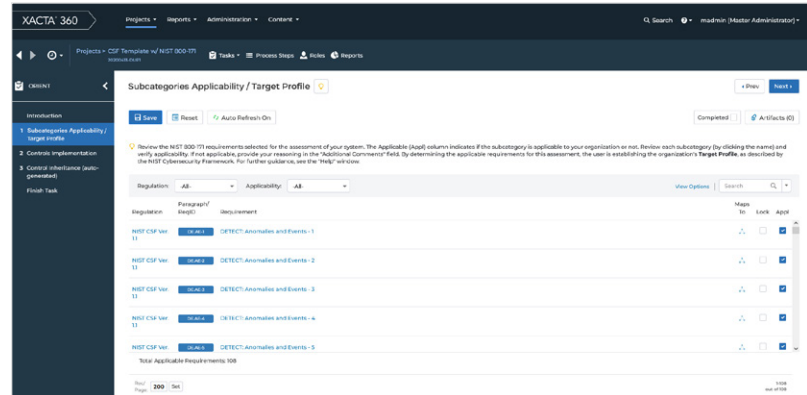 XACTA® 360
Projects Reports Administration Content
Search madmin [Master Administrator]
Projects > CSF Template w/ NIST 800-171
Tasks Process Steps Roles Reports
ORIENT
Introduction
1 Subcategories Applicability / Target Profile
2 Controls Implementation
3 Control Inheritance (auto-generated)
Finish Task
Subcategories Applicability / Target Profile
‹ Prev Next ›
Save Reset Auto Refresh On
Completed Artifacts (0)
Review the NIST 800-171 requirements selected for the assessment of your system. The Applicable (Appl) column indicates if the subcategory is applicable to your organization or not. Review each subcategory (by clicking the name) and
verify applicability. If not applicable, provide your reasoning in the "Additional Comments" field. By determining the applicable requirements for this assessment, the user is establishing the organization's Target Profile, as described by
the NIST Cybersecurity Framework. For further guidance, see the "Help" window.
Regulation: -All- Applicability: -All-
View Options Search
Regulation Paragraph/ReqID Requirement Maps To Lock Appl
NIST CSF Ver. 1.1 DE.AE-1 DETECT: Anomalies and Events - 1
NIST CSF Ver. 1.1 DE.AE-2 DETECT: Anomalies and Events - 2
NIST CSF Ver. 1.1 DE.AE-3 DETECT: Anomalies and Events - 3
NIST CSF Ver. 1.1 DE.AE-4 DETECT: Anomalies and Events - 4
NIST CSF Ver. DE.AE-5 DETECT: Anomalies and Events - 5
Total Applicable Requirements: 108
Req/Page: 200 Set
1-108 out of 108